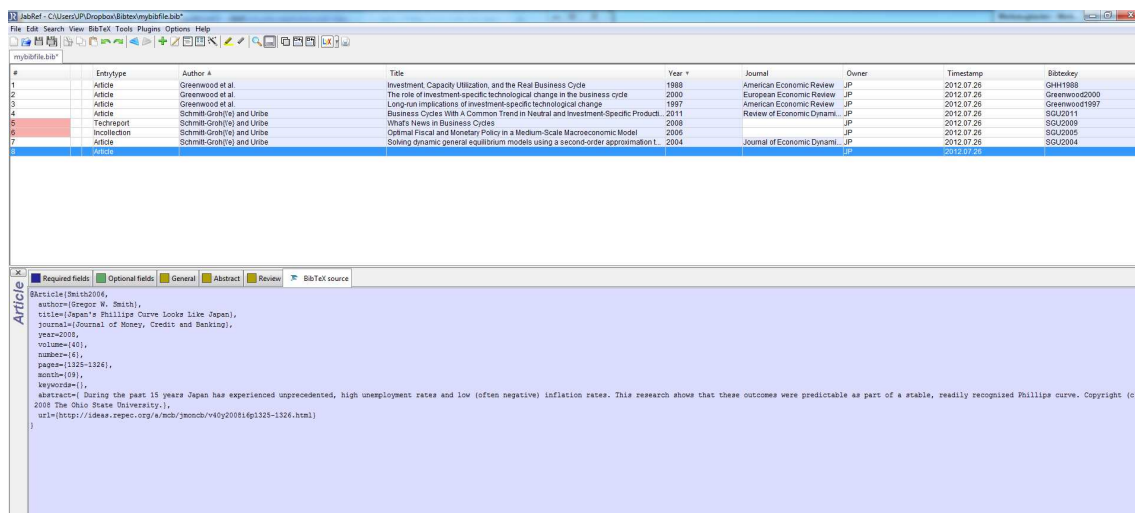 JabRef - C:\Users\JP\Dropbox\Bibtex\mybibfile.bib*
File Edit Search View BibTeX Tools Plugins Options Help
mybibfile.bib*
# Entrytype Author Title Year Journal Owner Timestamp Bibtexkey
1 Article Greenwood et al. Investment, Capacity Utilization, and the Real Business Cycle 1988 American Economic Review JP 2012.07.26 GHH1988
2 Article Greenwood et al. The role of investment-specific technological change in the business cycle 2000 European Economic Review JP 2012.07.26 Greenwood2000
3 Article Greenwood et al. Long-run implications of investment-specific technological change 1997 American Economic Review JP 2012.07.26 Greenwood1997
4 Article Schmitt-Groh{\'e} and Uribe Business Cycles With A Common Trend in Neutral and Investment-Specific Producti... 2011 Review of Economic Dynami... JP 2012.07.26 SGU2011
5 Techreport Schmitt-Groh{\'e} and Uribe What's News in Business Cycles 2008 JP 2012.07.26 SGU2009
6 Incollection Schmitt-Groh{\'e} and Uribe Optimal Fiscal and Monetary Policy in a Medium-Scale Macroeconomic Model 2006 JP 2012.07.26 SGU2005
7 Article Schmitt-Groh{\'e} and Uribe Solving dynamic general equilibrium models using a second-order approximation t... 2004 Journal of Economic Dynami... JP 2012.07.26 SGU2004
8 Article JP 2012.07.26
Required fields Optional fields General Abstract Review BibTeX source
Article
@Article{Smith2006,
author={Gregor W. Smith},
title={Japan's Phillips Curve Looks Like Japan},
journal={Journal of Money, Credit and Banking},
year=2008,
volume={40},
number={6},
pages={1325-1326},
month={09},
keywords={},
abstract={ During the past 15 years Japan has experienced unprecedented, high unemployment rates and low (often negative) inflation rates. This research shows that these outcomes were predictable as part of a stable, readily recognized Phillips curve. Copyright (c
2008 The Ohio State University.},
url={http://ideas.repec.org/a/mcb/jmoncb/v40y2008i6p1325-1326.html}
}